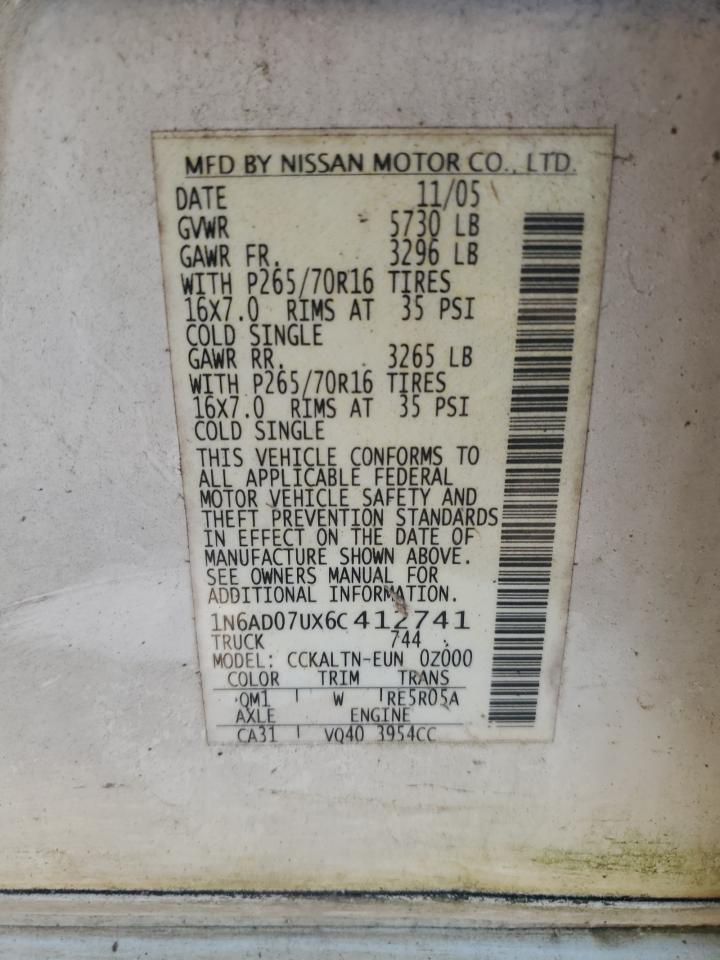 MFD BY NISSAN MOTOR CO., LTD.
DATE 11/05
GVWR 5730 LB
GAWR FR. 3296 LB
WITH P265/70R16 TIRES
16X7.0 RIMS AT 35 PSI
COLD SINGLE
GAWR RR. 3265 LB
WITH P265/70R16 TIRES
16X7.0 RIMS AT 35 PSI
COLD SINGLE
THIS VEHICLE CONFORMS TO
ALL APPLICABLE FEDERAL
MOTOR VEHICLE SAFETY AND
THEFT PREVENTION STANDARDS
IN EFFECT ON THE DATE OF
MANUFACTURE SHOWN ABOVE.
SEE OWNERS MANUAL FOR
ADDITIONAL INFORMATION.
1N6AD07UX6C412741
TRUCK 744
MODEL: CCKALTN-EUN 0Z000
COLOR TRIM TRANS
QM1 W RE5R05A
AXLE ENGINE
CA31 VQ40 3954CC